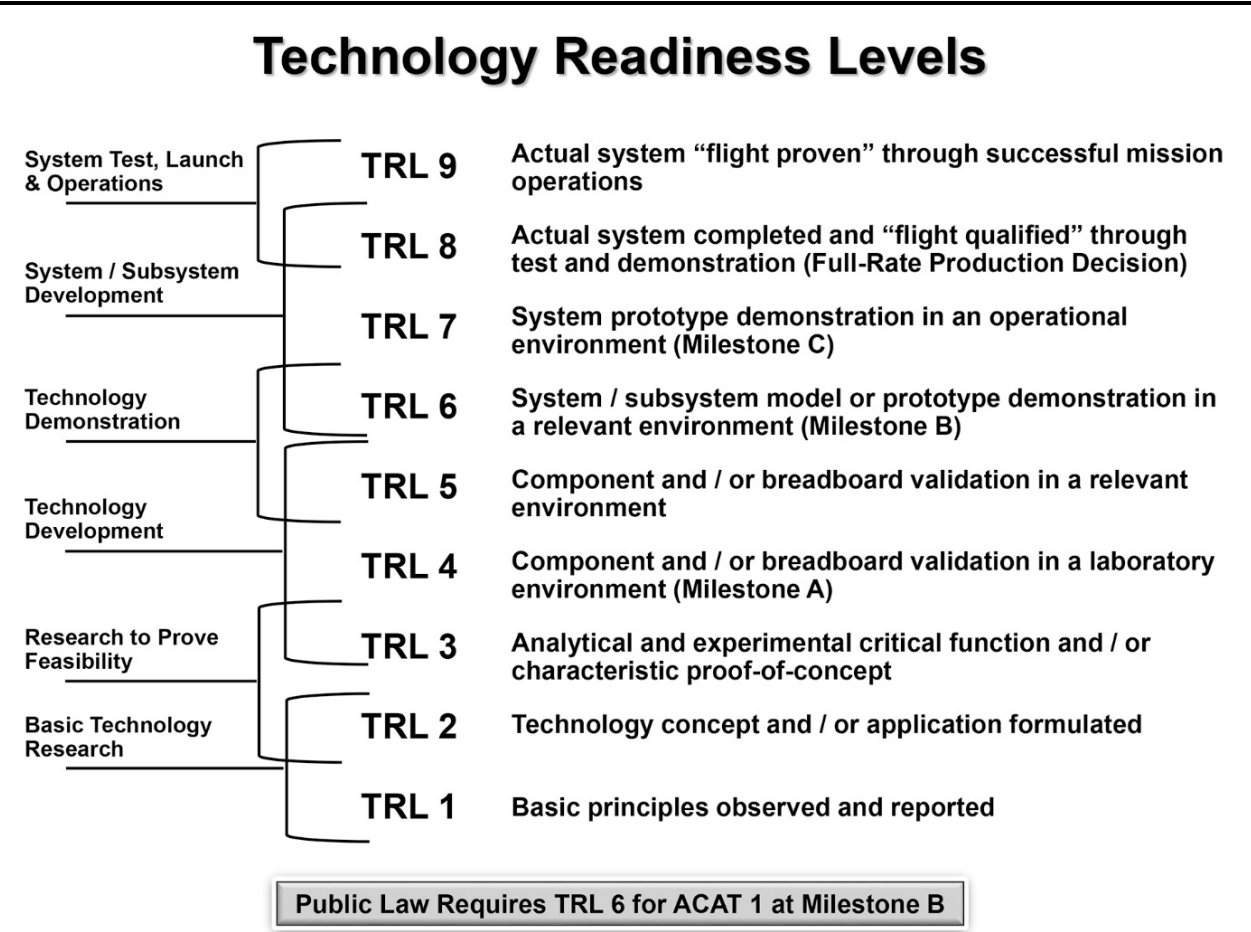 Technology Readiness Levels
System Test, Launch
& Operations
TRL 9
Actual system “flight proven” through successful mission
operations
TRL 8
Actual system completed and “flight qualified” through
test and demonstration (Full-Rate Production Decision)
System / Subsystem
Development
TRL 7
System prototype demonstration in an operational
environment (Milestone C)
Technology
Demonstration
TRL 6
System / subsystem model or prototype demonstration in
a relevant environment (Milestone B)
TRL 5
Component and / or breadboard validation in a relevant
environment
Technology
Development
TRL 4
Component and / or breadboard validation in a laboratory
environment (Milestone A)
Research to Prove
Feasibility
TRL 3
Analytical and experimental critical function and / or
characteristic proof-of-concept
Basic Technology
Research
TRL 2
Technology concept and / or application formulated
TRL 1
Basic principles observed and reported
Public Law Requires TRL 6 for ACAT 1 at Milestone B